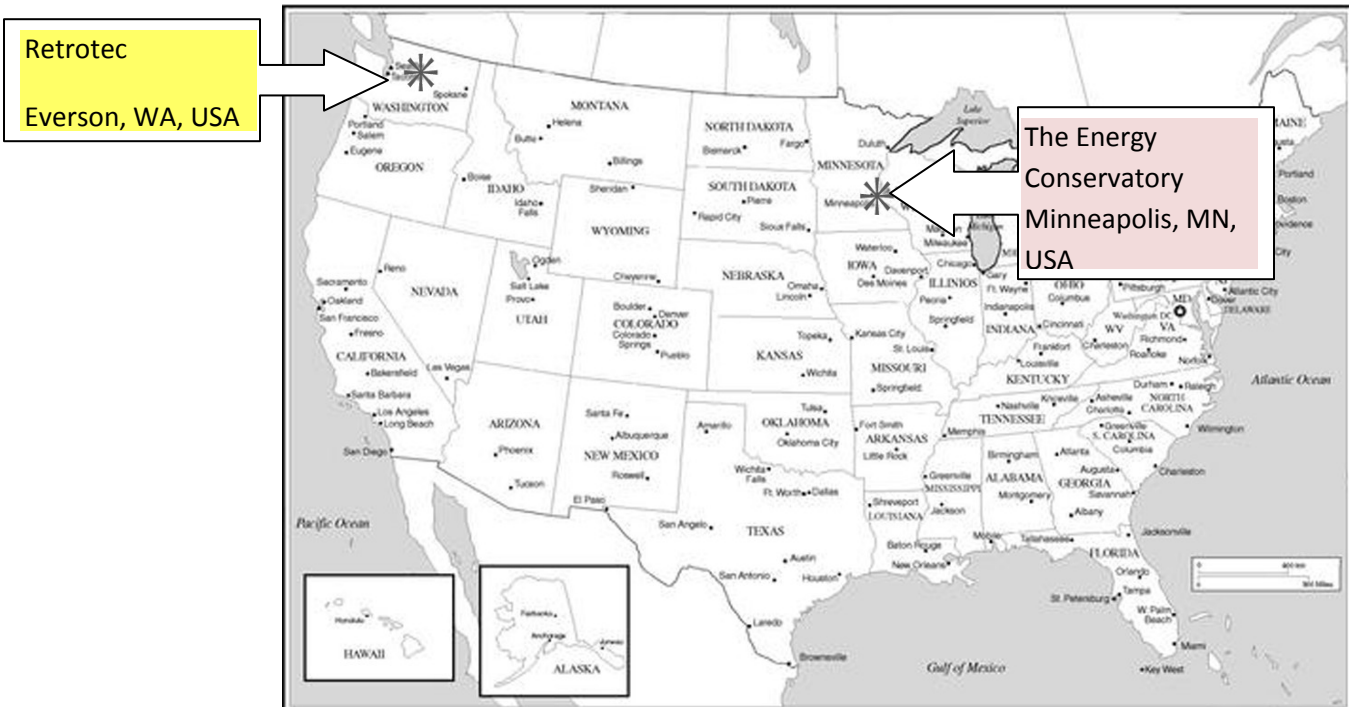 Retrotec
Everson, WA, USA
The Energy
Conservatory
Minneapolis, MN,
USA
Spokane
WASHINGTON
Portland
Salem
Eugene
OREGON
MONTANA
Helena
Butte
Billings
NORTH DAKOTA
Bismarck
Fargo
Duluth
MINNESOTA
Lake
Superior
Boise
IDAHO
Idaho
Falls
Sheridan
SOUTH DAKOTA
Pierre
Rapid City
Sioux Falls
WYOMING
Cheyenne
Portland
Boston
Waterloo
IOWA
Davenport
Des Moines
Milwaukee
Michigan
Chicago
Gary
Ft. Wayne
ILLINIOS
Peoria
Springfield
Indianapolis
INDIANA
OHIO
Columbus
Cincinnati
Pittsburgh
Atlantic City
Dover
DELAWARE
MD
Washington DC
WV
VA
Charleston
Richmond
Roanoke
Norfolk
Reno
Sacramento
Oakland
San Francisco
Fresno
CALIFORNIA
Bakersfield
Santa Barbara
Los Angeles
Long Beach
San Diego
NEVADA
Las Vegas
Ogden
Salt Lake
Provo
UTAH
NEBRASKA
Omaha
Lincoln
Boulder
Denver
COLORADO
Colorado
Springs
Pueblo
Topeka
KANSAS
Wichita
Kansas City
St. Louis
MISSOURI
Springfield
Frankfort
Louisville
KENTUCKY
Atlantic Ocean
ARIZONA
Phoenix
Tucson
Santa Fe
Albuquerque
NEW MEXICO
Roswell
El Paso
Amarillo
Tulsa
OKLAHOMA
Oklahoma City
Fort Smith
ARKANSAS
Little Rock
Memphis
Nashville
Knoxville
TENNESSEE
Asheville
Charlotte
Durham
Raleigh
NORTH
CAROLINA
Wilmington
Greenville
S. CAROLINA
Columbia
Charleston
Wichita
Falls
Ft. Worth
Dallas
San Angelo
TEXAS
Austin
San Antonio
Houston
Laredo
Brownsville
Shreveport
LOUISIANA
Baton Rouge
New Orleans
Greenville
MISSISSIPPI
Jackson
Birmingham
ALABAMA
Montgomery
Mobile
Atlanta
Augusta
GEORGIA
Savannah
Albany
Tallahassee
Jacksonville
FLORIDA
Orlando
Tampa
St. Petersburg
W. Palm
Beach
Miami
Key West
Pacific Ocean
Gulf of Mexico
Honolulu
HAWAII
Fairbanks
Anchorage
Juneau
ALASKA